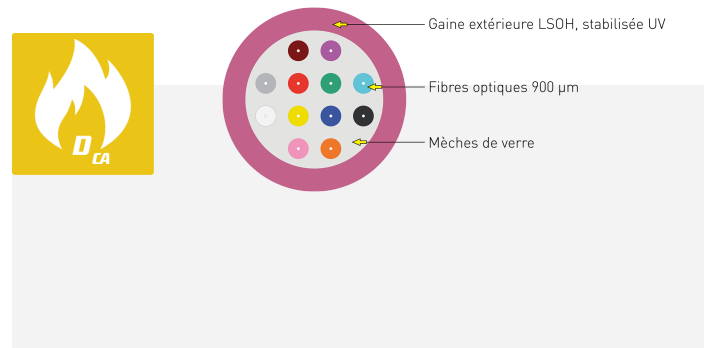 Gaine extérieure LSOH, stabilisée UV
Fibres optiques 900 µm
Mèches de verre
D
CA